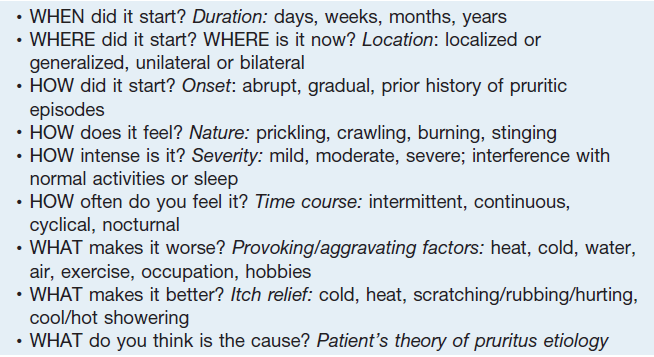 • WHEN did it start? Duration: days, weeks, months, years
• WHERE did it start? WHERE is it now? Location: localized or
generalized, unilateral or bilateral
• HOW did it start? Onset: abrupt, gradual, prior history of pruritic
episodes
• HOW does it feel? Nature: prickling, crawling, burning, stinging
• HOW intense is it? Severity: mild, moderate, severe; interference with
normal activities or sleep
• HOW often do you feel it? Time course: intermittent, continuous,
cyclical, nocturnal
• WHAT makes it worse? Provoking/aggravating factors: heat, cold, water,
air, exercise, occupation, hobbies
• WHAT makes it better? Itch relief: cold, heat, scratching/rubbing/hurting,
cool/hot showering
• WHAT do you think is the cause? Patient's theory of pruritus etiology